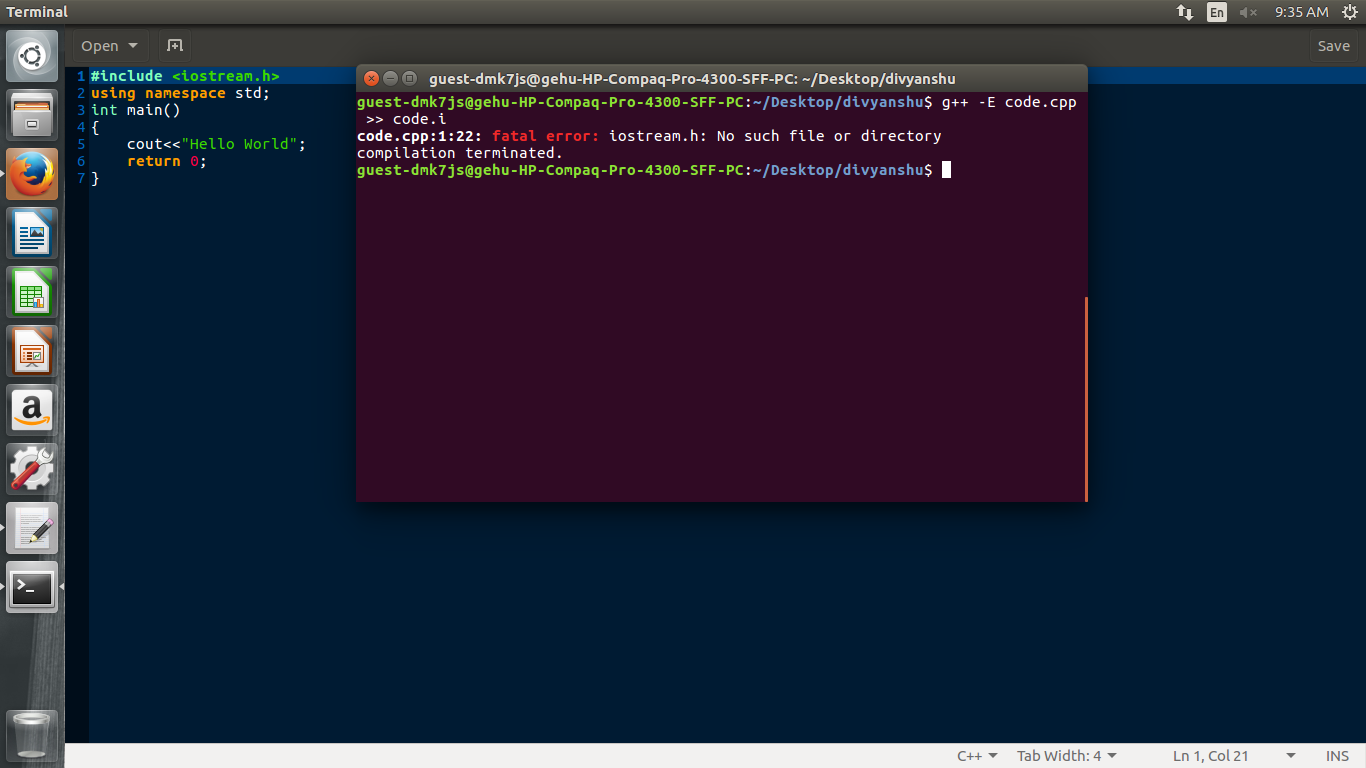 Terminal
En
9:35 AM
Open
Save
1 #include <iostream.h>
2 using namespace std;
3 int main()
4 {
5     cout<<"Hello World";
6     return 0;
7 }
guest-dmk7js@gehu-HP-Compaq-Pro-4300-SFF-PC: ~/Desktop/divyanshu
guest-dmk7js@gehu-HP-Compaq-Pro-4300-SFF-PC:~/Desktop/divyanshu$ g++ -E code.cpp
 >> code.i
code.cpp:1:22: fatal error: iostream.h: No such file or directory
compilation terminated.
guest-dmk7js@gehu-HP-Compaq-Pro-4300-SFF-PC:~/Desktop/divyanshu$
a
>_
C++
Tab Width: 4
Ln 1, Col 21
INS